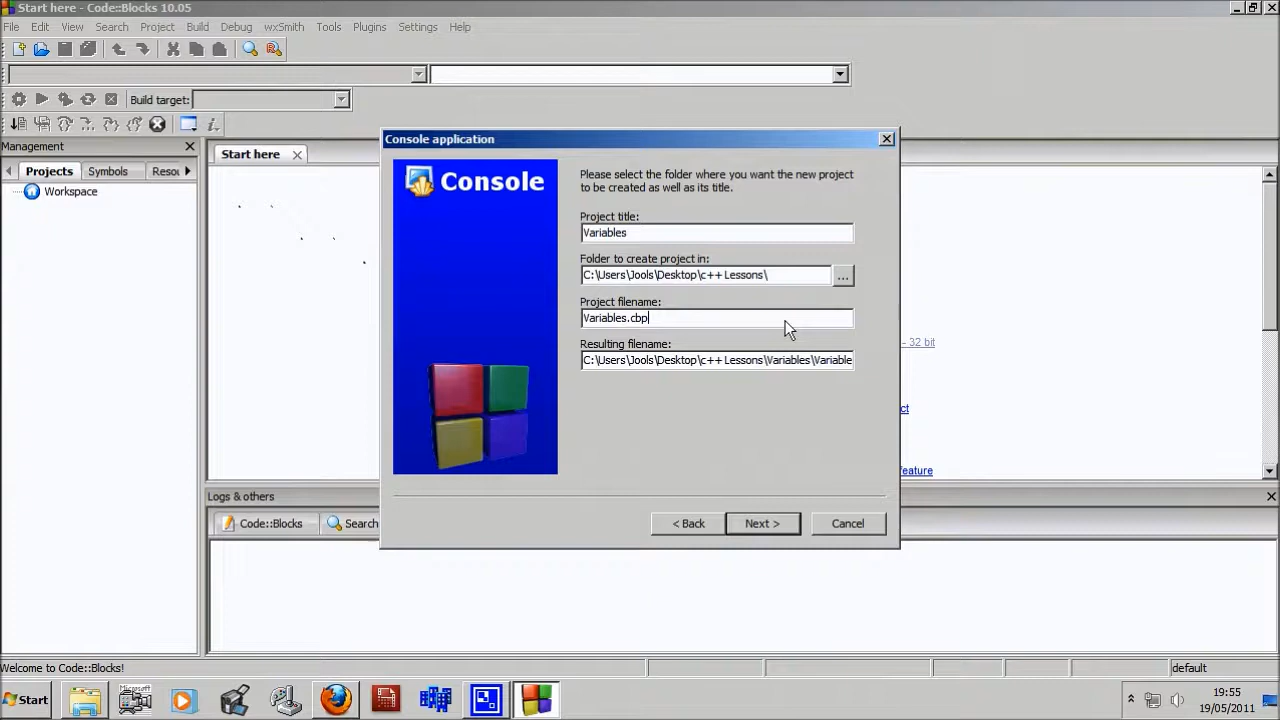 Start here - Code::Blocks 10.05
File Edit View Search Project Build Debug wxSmith Tools Plugins Settings Help
Build target:
Management
Projects Symbols Resou
Workspace
Start here
Console application
Console
Please select the folder where you want the new project
to be created as well as its title.
Project title:
Variables
Folder to create project in:
C:\Users\Jools\Desktop\c++ Lessons\
...
Project filename:
Variables.cbp
Resulting filename:
C:\Users\Jools\Desktop\c++ Lessons\Variables\Variable
< Back Next > Cancel
- 32 bit
ct
feature
Logs & others
Code::Blocks Search
Welcome to Code::Blocks! default
Start
19:55
19/05/2011